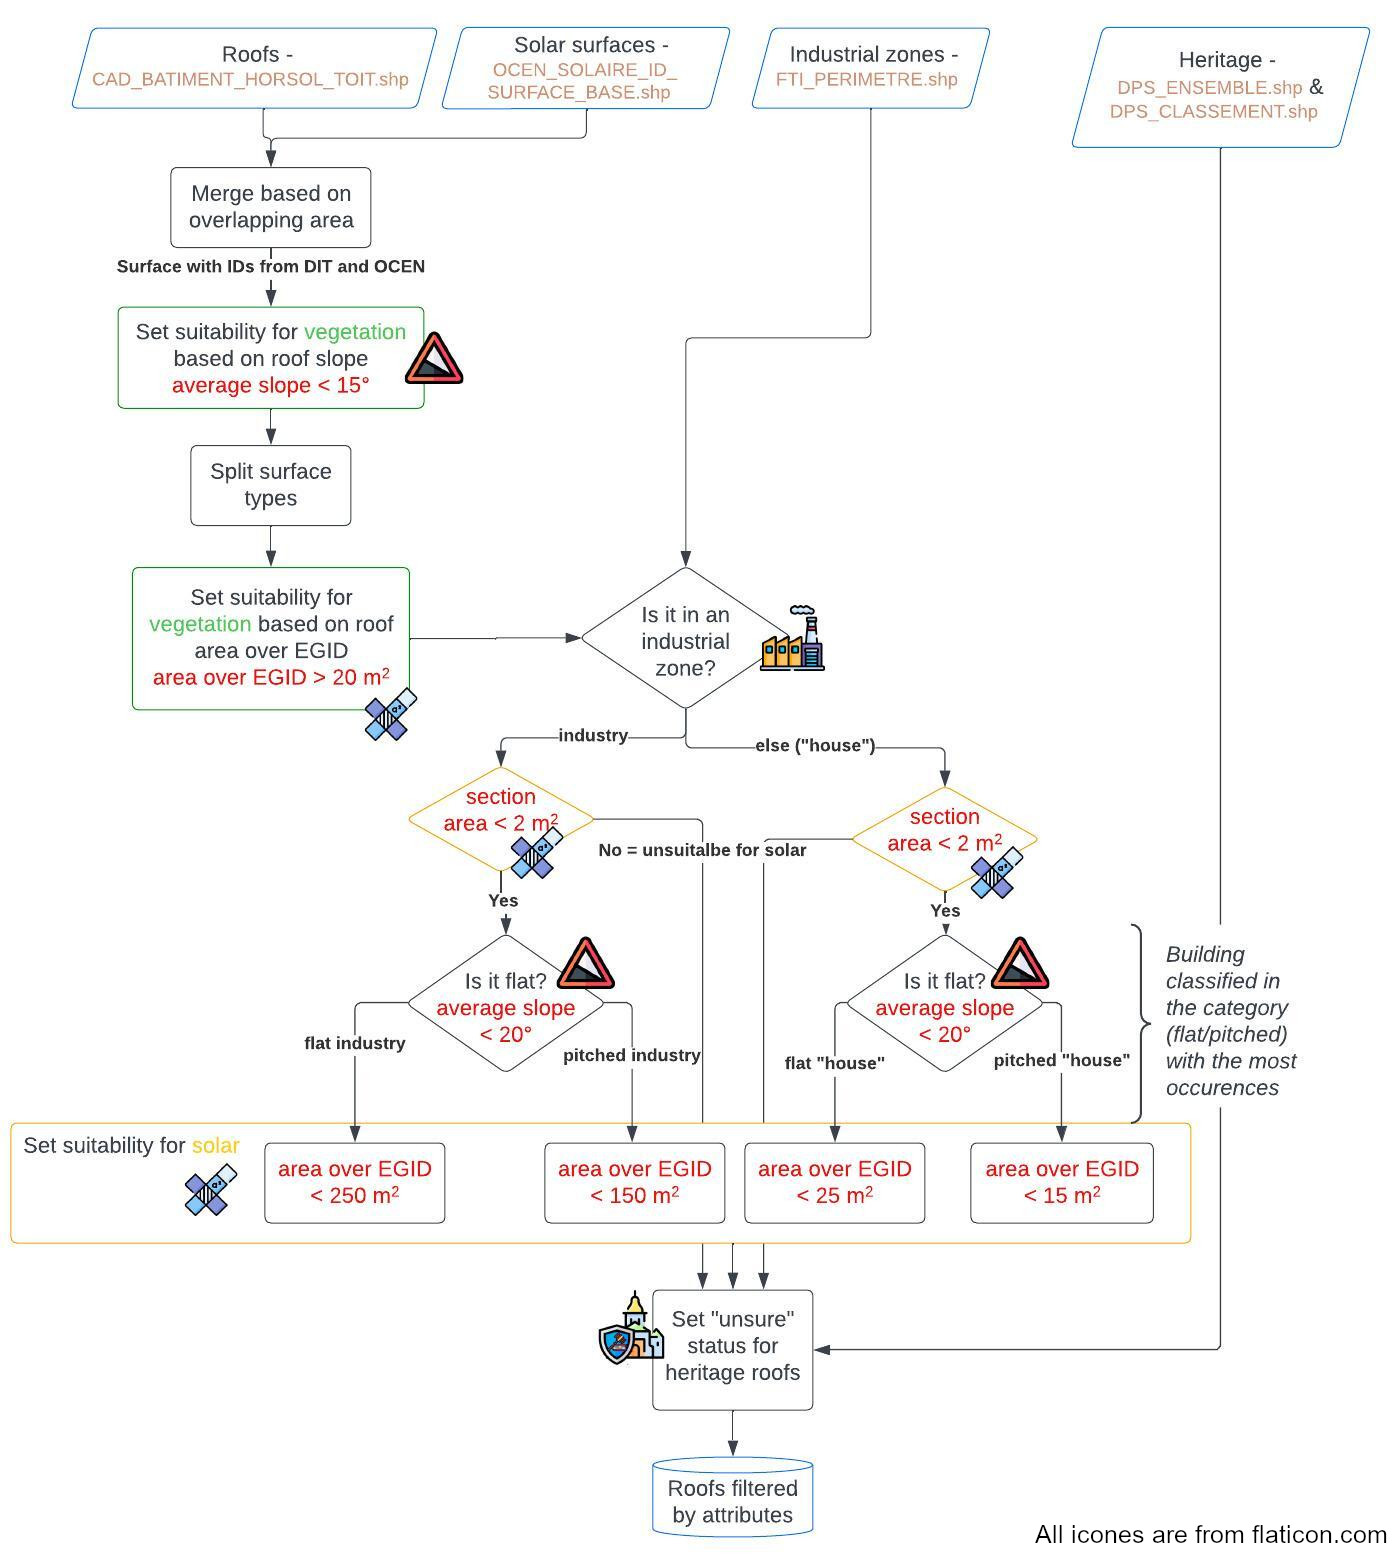 Roofs -
CAD_BATIMENT_HORSOL_TOIT.shp
Solar surfaces -
OCEN_SOLAIRE_ID_
SURFACE_BASE.shp
Industrial zones -
FTI_PERIMETRE.shp
Heritage -
DPS_ENSEMBLE.shp &
DPS_CLASSEMENT.shp
Merge based on
overlapping area
Surface with IDs from DIT and OCEN
Set suitability for vegetation
based on roof slope
average slope < 15°
Split surface
types
Set suitability for
vegetation based on roof
area over EGID
area over EGID > 20 m²
Is it in an
industrial
zone?
industry
else ("house")
section
area < 2 m²
section
area < 2 m²
No = unsuitalbe for solar
Yes
Yes
Is it flat?
average slope
< 20°
Is it flat?
average slope
< 20°
flat industry
pitched industry
flat "house"
pitched "house"
Building
classified in
the category
(flat/pitched)
with the most
occurences
Set suitability for solar
area over EGID
< 250 m²
area over EGID
< 150 m²
area over EGID
< 25 m²
area over EGID
< 15 m²
Set "unsure"
status for
heritage roofs
Roofs filtered
by attributes
All icones are from flaticon.com